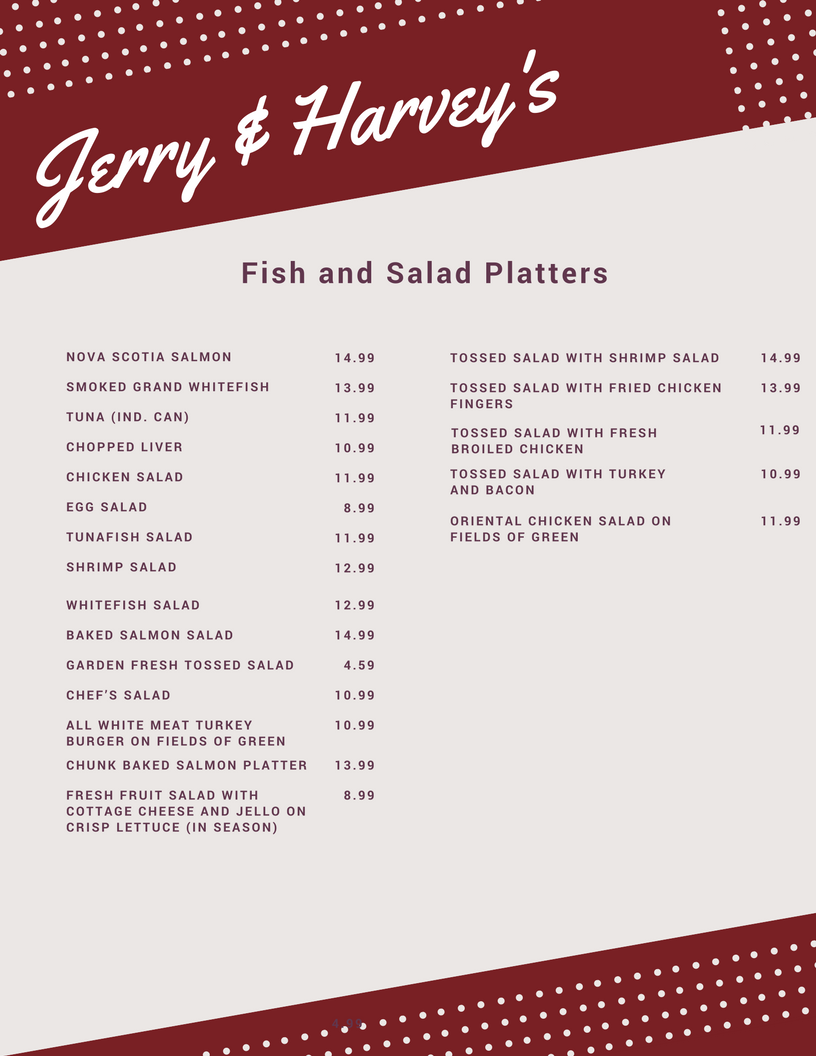 Jerry & Harvey's
Fish and Salad Platters
NOVA SCOTIA SALMON 14.99
SMOKED GRAND WHITEFISH 13.99
TUNA (IND. CAN) 11.99
CHOPPED LIVER 10.99
CHICKEN SALAD 11.99
EGG SALAD 8.99
TUNAFISH SALAD 11.99
SHRIMP SALAD 12.99
WHITEFISH SALAD 12.99
BAKED SALMON SALAD 14.99
GARDEN FRESH TOSSED SALAD 4.59
CHEF’S SALAD 10.99
ALL WHITE MEAT TURKEY 10.99
BURGER ON FIELDS OF GREEN
CHUNK BAKED SALMON PLATTER 13.99
FRESH FRUIT SALAD WITH 8.99
COTTAGE CHEESE AND JELLO ON
CRISP LETTUCE (IN SEASON)
TOSSED SALAD WITH SHRIMP SALAD 14.99
TOSSED SALAD WITH FRIED CHICKEN 13.99
FINGERS
TOSSED SALAD WITH FRESH 11.99
BROILED CHICKEN
TOSSED SALAD WITH TURKEY 10.99
AND BACON
ORIENTAL CHICKEN SALAD ON 11.99
FIELDS OF GREEN
4.99